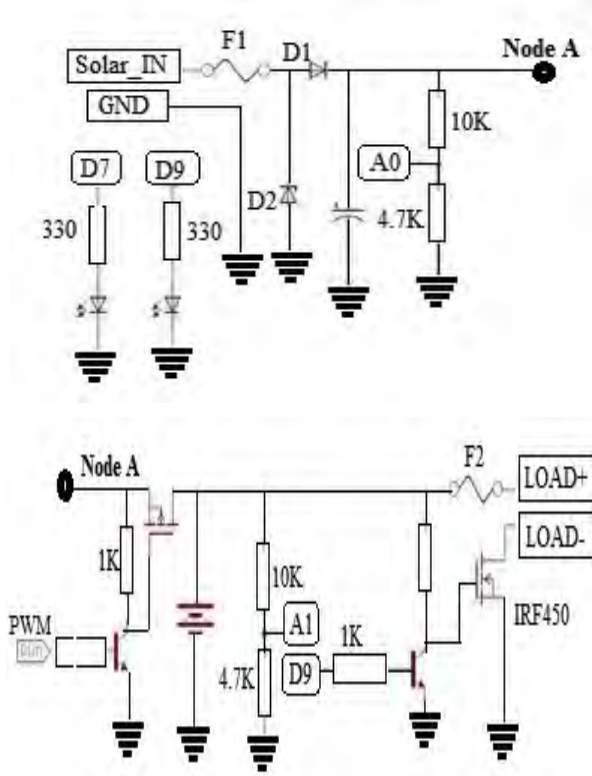 F1
D1
Node A
Solar_IN
GND
10K
D7
D9
A0
D2
330
330
4.7K
Node A
F2
LOAD+
LOAD-
1K
10K
IRF450
PWM
A1
1K
4.7K
D9